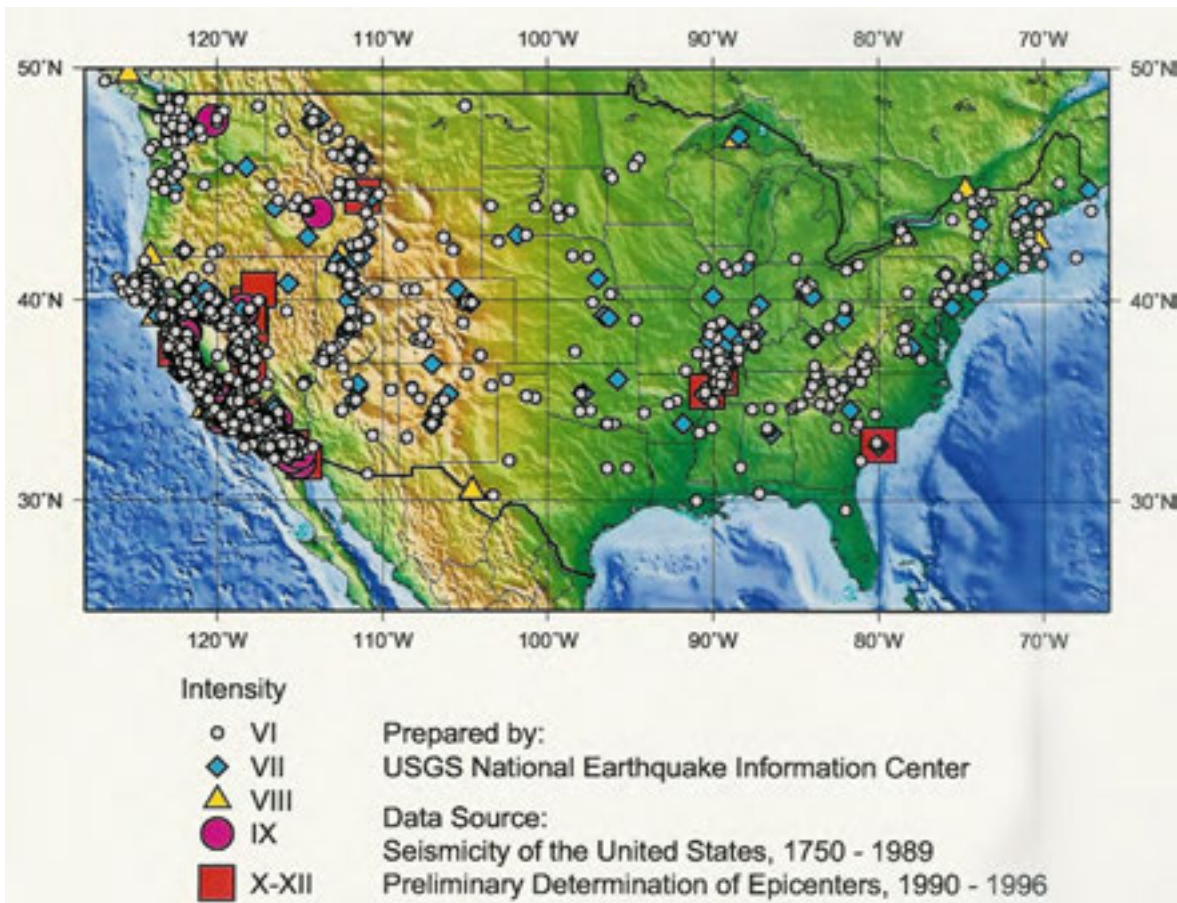 120°W 110°W 100°W 90°W 80°W 70°W
50°N 50°N
40°N 40°N
30°N 30°N
120°W 110°W 100°W 90°W 80°W 70°W
Intensity
VI
VII
VIII
IX
X-XII
Prepared by:
USGS National Earthquake Information Center
Data Source:
Seismicity of the United States, 1750 - 1989
Preliminary Determination of Epicenters, 1990 - 1996